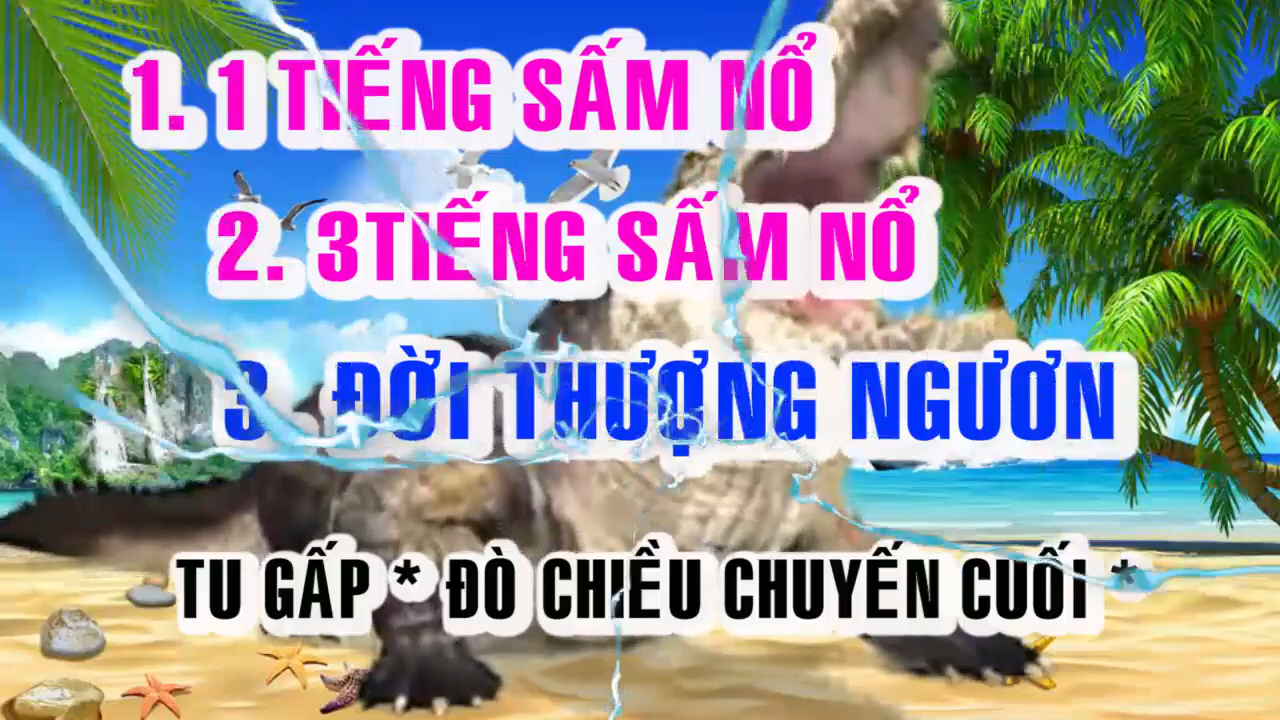 1. 1 TIẾNG SẤM NỔ
2. 3TIẾNG SẤM NỔ
3. ĐỜI THƯỢNG NGƯƠN
TU GẤP * ĐÒ CHIỀU CHUYẾN CUỐI *